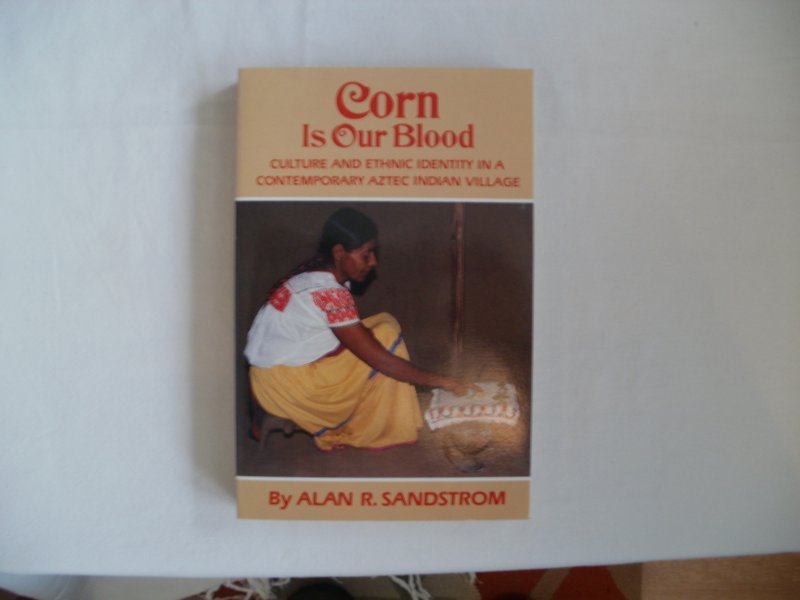 Corn
Is Our Blood
CULTURE AND ETHNIC IDENTITY IN A
CONTEMPORARY AZTEC INDIAN VILLAGE
By ALAN R. SANDSTROM